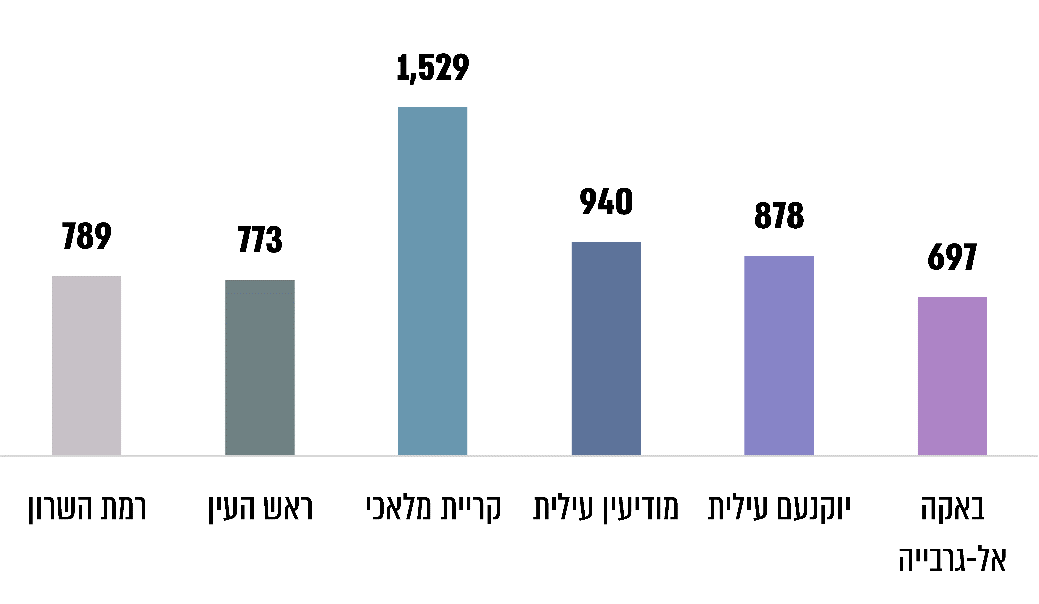 1,529
940
878
789
773
697
באקה
אל-גרבייה
יוקנעם עילית
מודיעין עילית
קריית מלאכי
ראש העין
רמת השרון